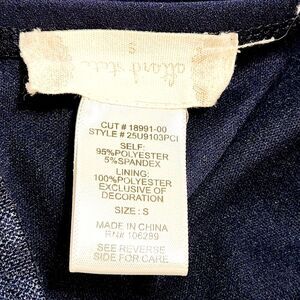 S
CUT # 18991-00
STYLE # 25U9103PCI
SELF:
95%POLYESTER
5%SPANDEX
LINING:
100%POLYESTER
EXCLUSIVE OF
DECORATION
SIZE: S
MADE IN CHINA
RN# 106289
SEE REVERSE
SIDE FOR CARE